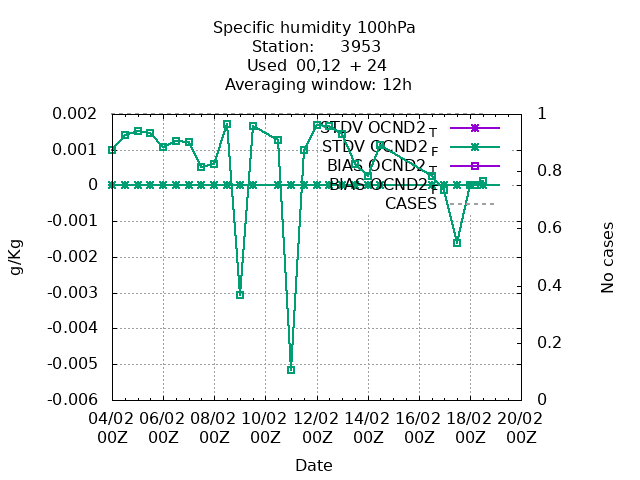 Specific humidity 100hPa
Station: 3953
Used 00,12 + 24
Averaging window: 12h
0.002
0.001
0
-0.001
-0.002
-0.003
-0.004
-0.005
-0.006
1
0.8
0.6
0.4
0.2
0
STDV OCND2 T
STDV OCND2 F
BIAS OCND2 T
BIAS OCND2 F
CASES
g/Kg
No cases
04/02 06/02 08/02 10/02 12/02 14/02 16/02 18/02 20/02
00Z 00Z 00Z 00Z 00Z 00Z 00Z 00Z 00Z
Date